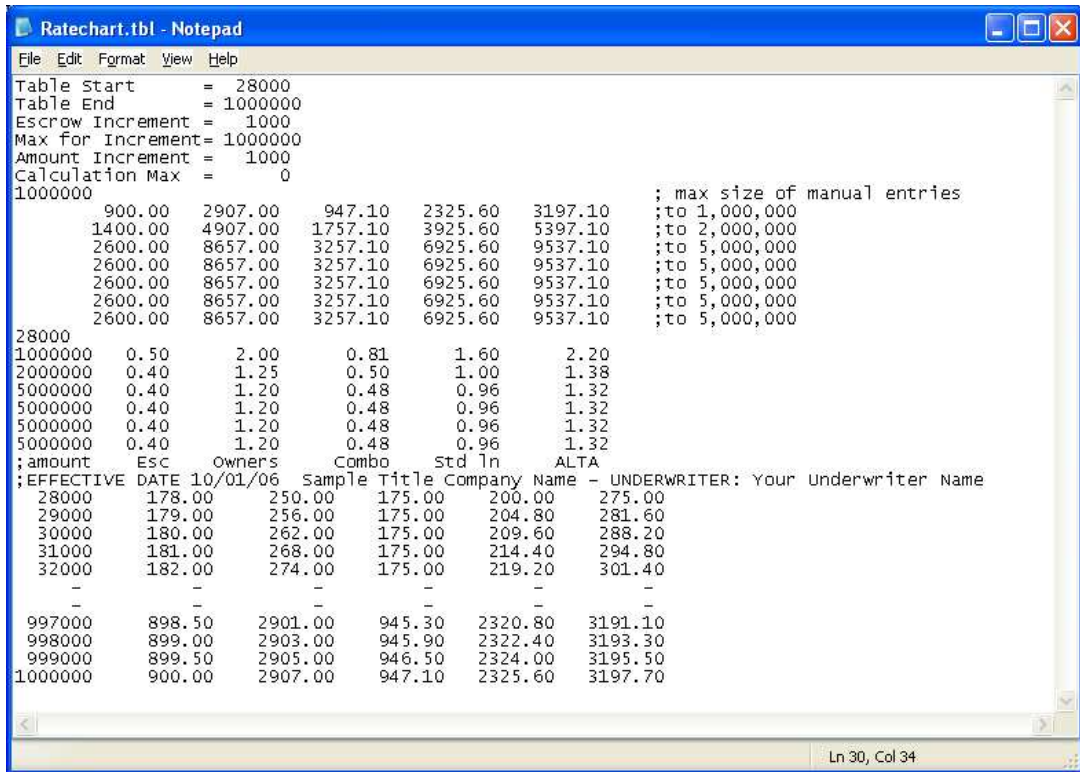 Ratechart.tbl - Notepad
File Edit Format View Help
Table Start = 28000
Table End = 1000000
Escrow Increment = 1000
Max for Increment= 1000000
Amount Increment = 1000
Calculation Max = 0
1000000 ; max size of manual entries
900.00 2907.00 947.10 2325.60 3197.10 ;to 1,000,000
1400.00 4907.00 1757.10 3925.60 5397.10 ;to 2,000,000
2600.00 8657.00 3257.10 6925.60 9537.10 ;to 5,000,000
2600.00 8657.00 3257.10 6925.60 9537.10 ;to 5,000,000
2600.00 8657.00 3257.10 6925.60 9537.10 ;to 5,000,000
2600.00 8657.00 3257.10 6925.60 9537.10 ;to 5,000,000
2600.00 8657.00 3257.10 6925.60 9537.10 ;to 5,000,000
28000
1000000 0.50 2.00 0.81 1.60 2.20
2000000 0.40 1.25 0.50 1.00 1.38
5000000 0.40 1.20 0.48 0.96 1.32
5000000 0.40 1.20 0.48 0.96 1.32
5000000 0.40 1.20 0.48 0.96 1.32
5000000 0.40 1.20 0.48 0.96 1.32
;amount Esc Owners Combo Std ln ALTA
;EFFECTIVE DATE 10/01/06 Sample Title Company Name - UNDERWRITER: Your Underwriter Name
28000 178.00 250.00 175.00 200.00 275.00
29000 179.00 256.00 175.00 204.80 281.60
30000 180.00 262.00 175.00 209.60 288.20
31000 181.00 268.00 175.00 214.40 294.80
32000 182.00 274.00 175.00 219.20 301.40
- - - - - -
- - - - - -
997000 898.50 2901.00 945.30 2320.80 3191.10
998000 899.00 2903.00 945.90 2322.40 3193.30
999000 899.50 2905.00 946.50 2324.00 3195.50
1000000 900.00 2907.00 947.10 2325.60 3197.70
Ln 30, Col 34